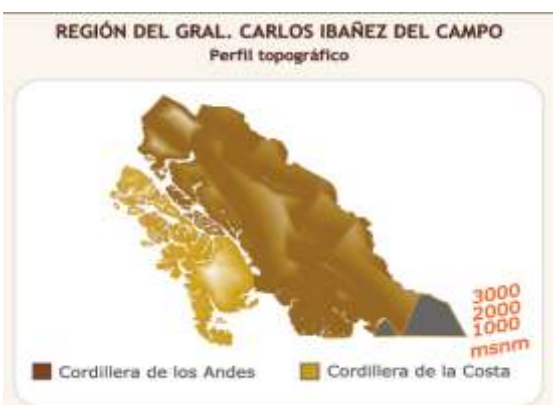 REGIÓN DEL GRAL. CARLOS IBAÑEZ DEL CAMPO
Perfil topográfico
3000
2000
1000
msnm
Cordillera de los Andes
Cordillera de la Costa